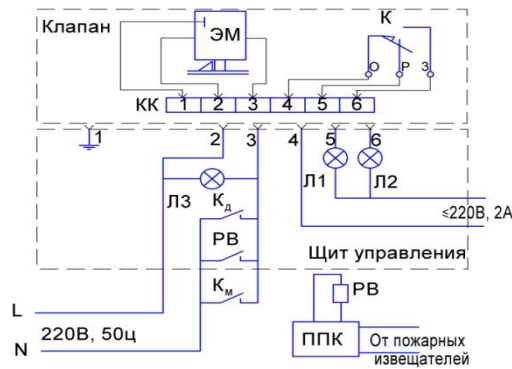 Клапан
ЭМ
К
О Р З
КК 1 2 3 4 5 6
1 2 3 4 5 6
Л3 Кд Л1 Л2
РВ
≤220В, 2А
Щит управления
Км
L
220В, 50ц
N
РВ
ППК
От пожарных
извещателей